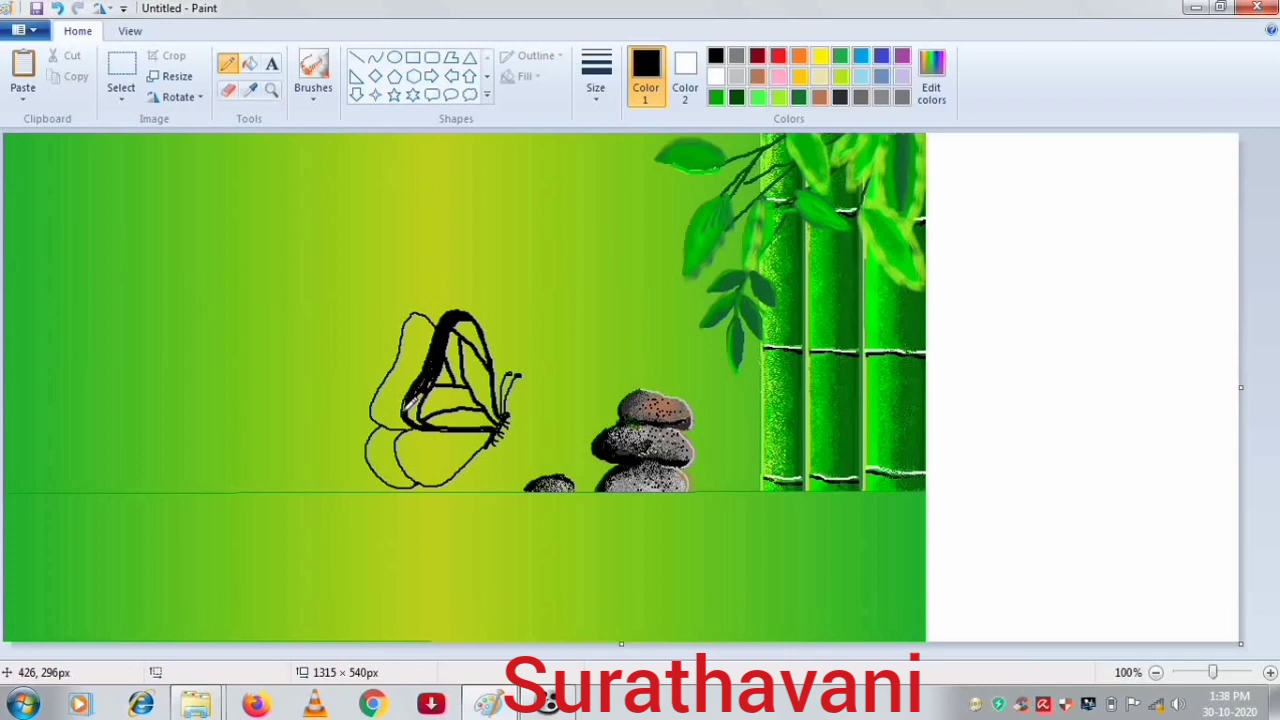 Untitled - Paint
Home
View
Paste
Cut
Copy
Clipboard
Select
Crop
Resize
Rotate
Image
Tools
Brushes
Shapes
Outline
Fill
Size
Color 1
Color 2
Edit colors
Colors
426, 296px
1315 × 540px
100%
Surathavani
1:38 PM
30-10-2020